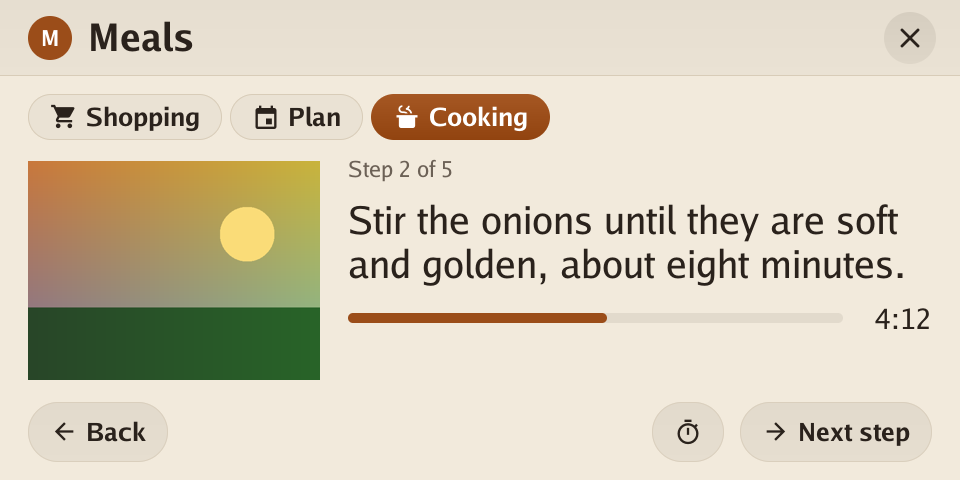 M Meals
Shopping Plan Cooking
Step 2 of 5
Stir the onions until they are soft
and golden, about eight minutes.
4:12
Back Next step